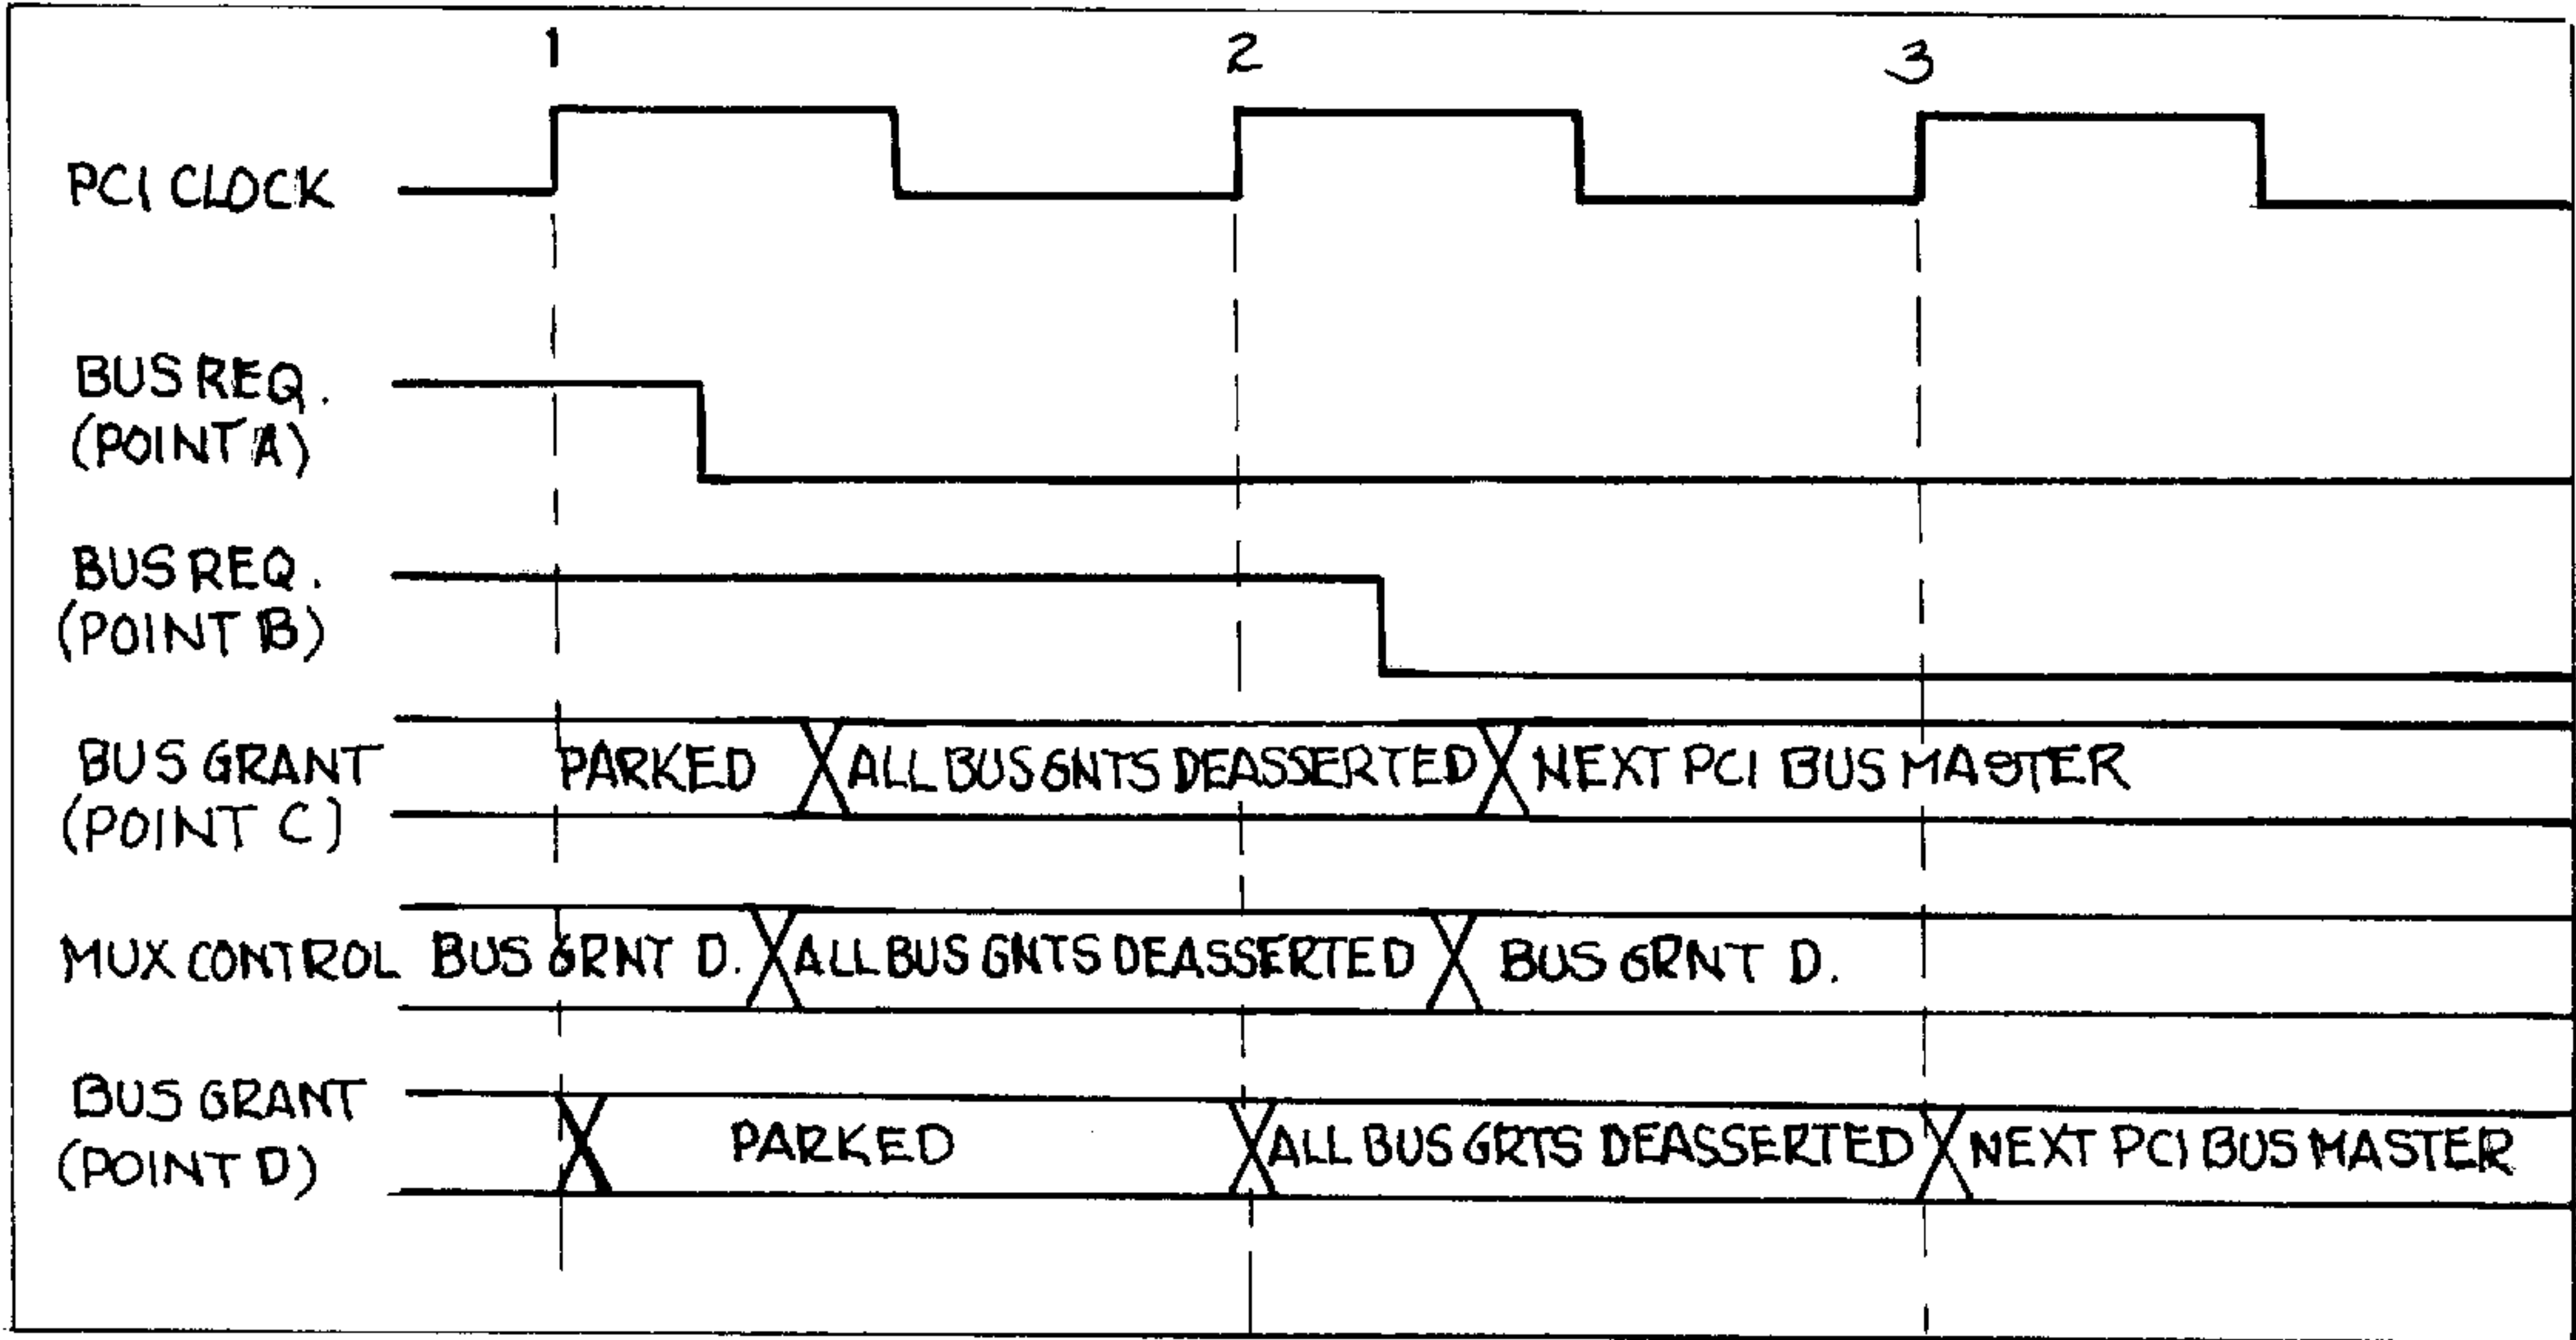 1 2 3
PCI CLOCK
BUS REQ.
(POINT A)
BUS REQ.
(POINT B)
BUS GRANT
(POINT C)
PARKED ALL BUS GNTS DEASSERTED NEXT PCI BUS MASTER
MUX CONTROL BUS GRNT D. ALL BUS GNTS DEASSERTED BUS GRNT D.
BUS GRANT
(POINT D)
PARKED ALL BUS GRTS DEASSERTED NEXT PCI BUS MASTER